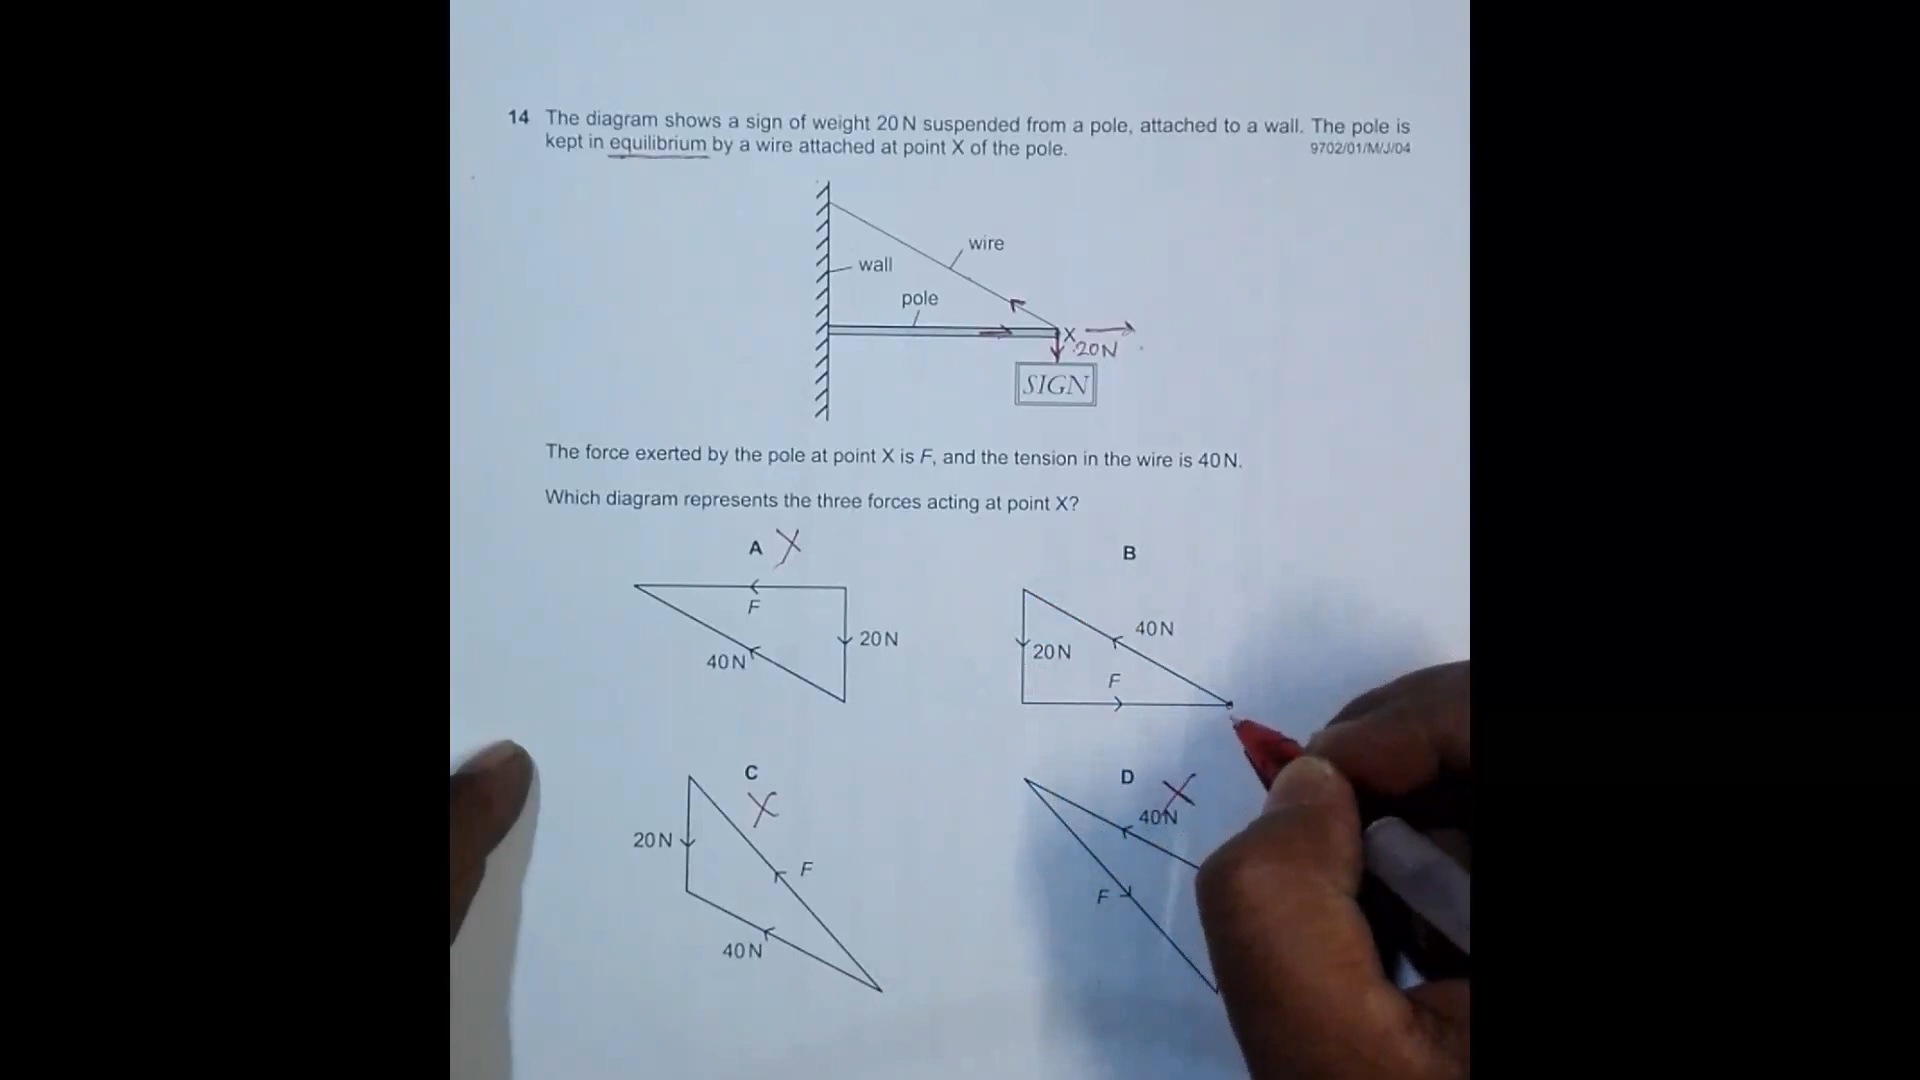 14 The diagram shows a sign of weight 20 N suspended from a pole, attached to a wall. The pole is
kept in equilibrium by a wire attached at point X of the pole.
9702/01/M/J/04
wire
wall
pole
X
20N
SIGN
The force exerted by the pole at point X is F, and the tension in the wire is 40 N.
Which diagram represents the three forces acting at point X?
A X
B
F
20 N
40 N
40 N
20 N
F
C X
D X
20 N
F
40 N
40 N
F